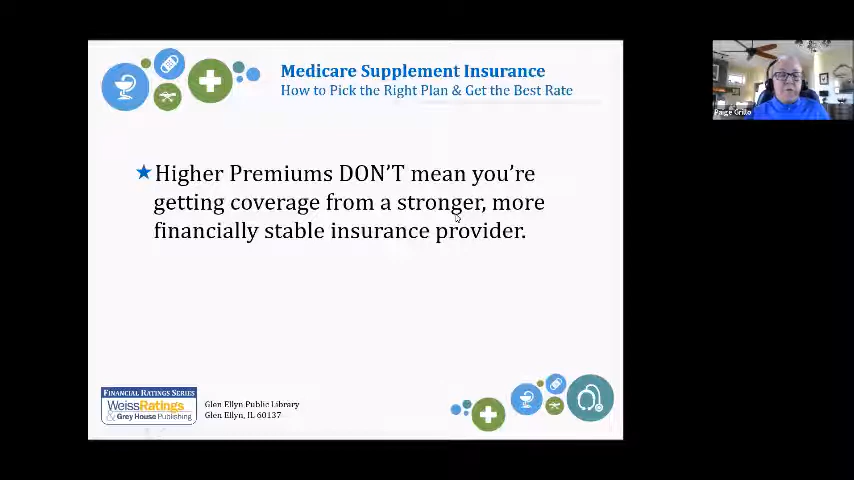 Medicare Supplement Insurance
How to Pick the Right Plan & Get the Best Rate
Paige Grillo
Higher Premiums DON'T mean you're
getting coverage from a stronger, more
financially stable insurance provider.
FINANCIAL RATINGS SERIES
WeissRatings
& Grey House Publishing
Glen Ellyn Public Library
Glen Ellyn, IL 60137